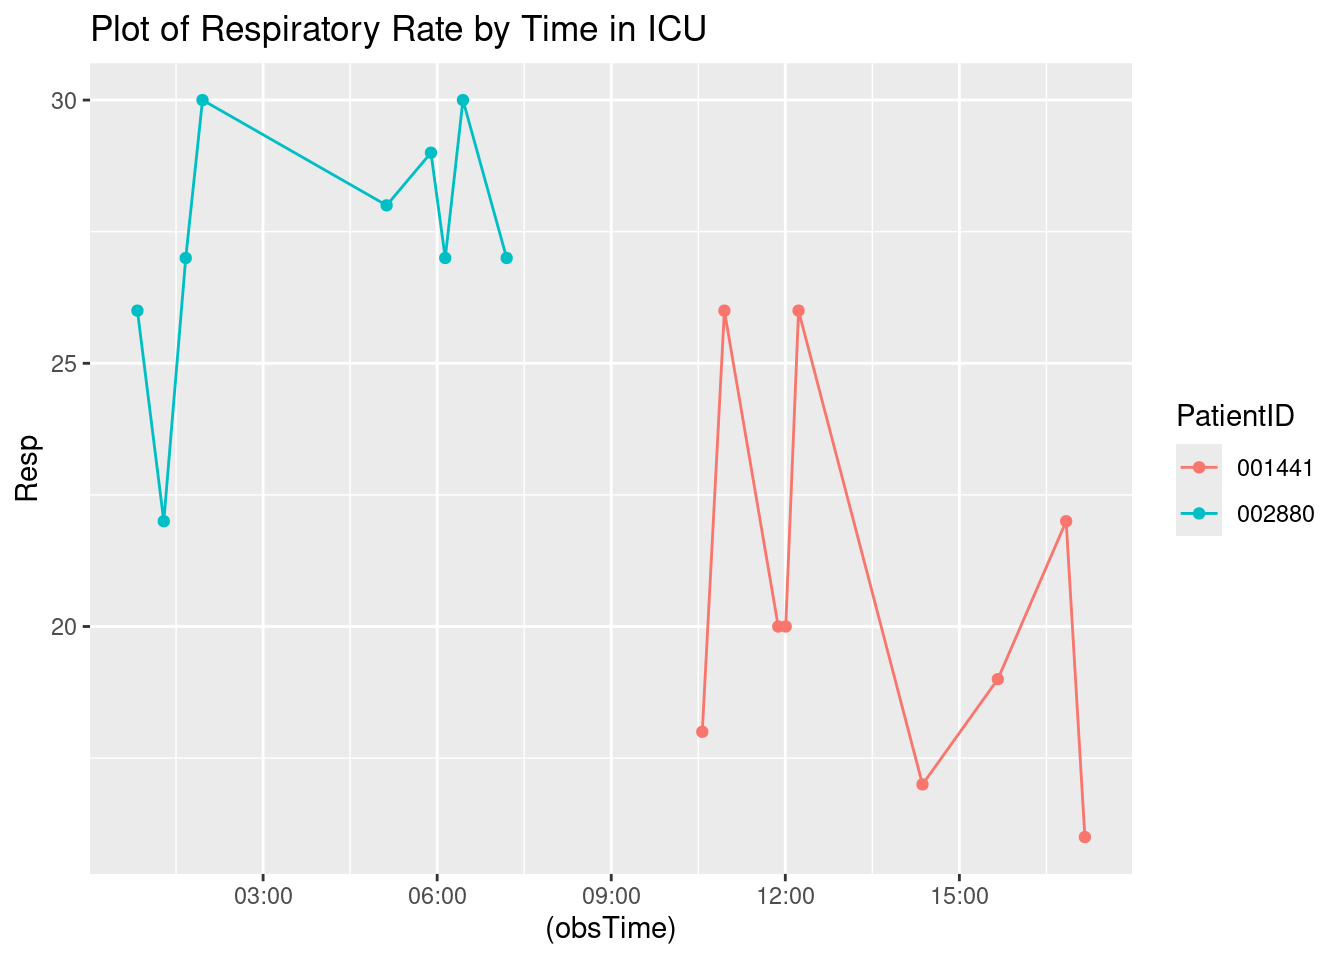 Plot of Respiratory Rate by Time in ICU
30
25
20
Resp
03:00 06:00 09:00 12:00 15:00
(obsTime)
PatientID
001441
002880